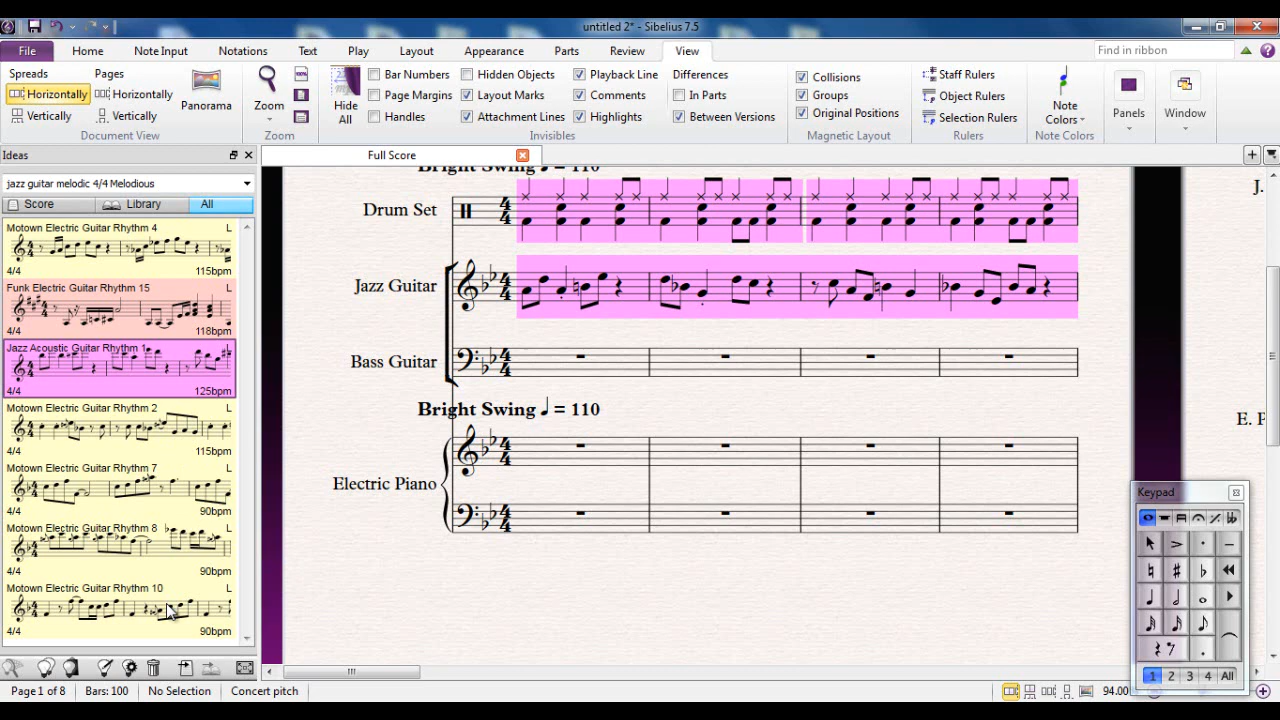 untitled 2* - Sibelius 7.5
File Home Note Input Notations Text Play Layout Appearance Parts Review View Find in ribbon
Spreads Pages
Horizontally Horizontally
Vertically Vertically
Document View
Panorama
Zoom
Zoom
Hide All
Bar Numbers Hidden Objects Playback Line
Page Margins Layout Marks Comments
Handles Attachment Lines Highlights
Invisibles
Differences
In Parts
Between Versions
Collisions
Groups
Original Positions
Magnetic Layout
Staff Rulers
Object Rulers
Selection Rulers
Rulers
Note Colors
Note Colors
Panels
Window
Ideas
jazz guitar melodic 4/4 Melodious
Score Library All
Motown Electric Guitar Rhythm 4 L
4/4 115bpm
Funk Electric Guitar Rhythm 15 L
4/4 118bpm
Jazz Acoustic Guitar Rhythm 1 L
4/4 125bpm
Motown Electric Guitar Rhythm 2 L
4/4 115bpm
Motown Electric Guitar Rhythm 7 L
4/4 90bpm
Motown Electric Guitar Rhythm 8 L
4/4 90bpm
Motown Electric Guitar Rhythm 10 L
4/4 90bpm
Full Score
Bright Swing ♩ = 110
Drum Set
Jazz Guitar
Bass Guitar
Bright Swing ♩ = 110
Electric Piano
J.
E. P
Keypad
1 2 3 4 All
Page 1 of 8 Bars: 100 No Selection Concert pitch 94.00